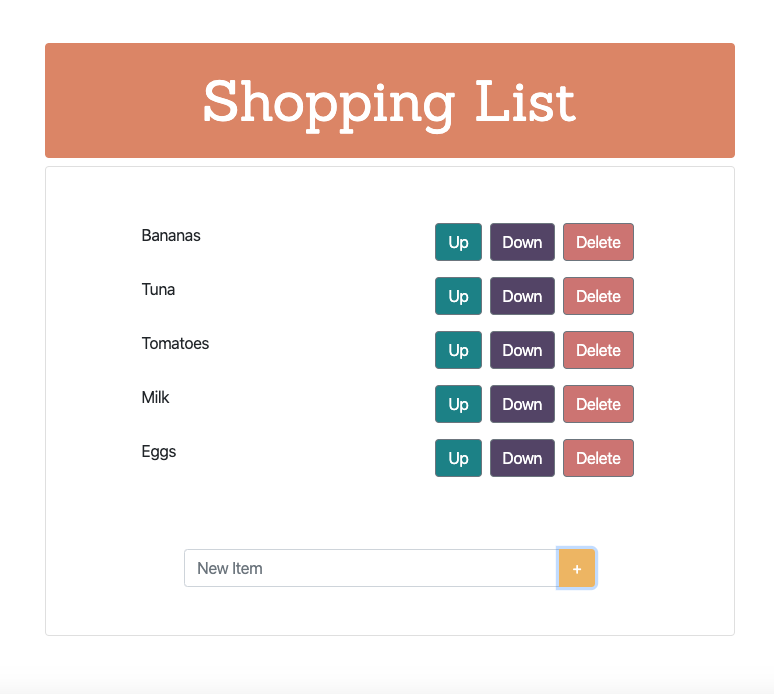 Shopping List
Bananas Up Down Delete
Tuna Up Down Delete
Tomatoes Up Down Delete
Milk Up Down Delete
Eggs Up Down Delete
New Item +